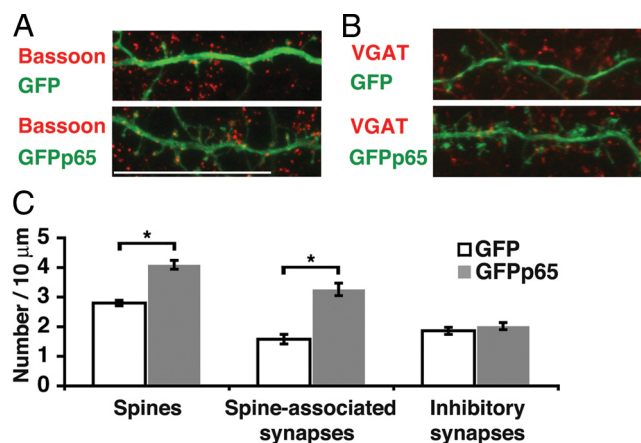 A
Bassoon
GFP
Bassoon
GFPp65
B
VGAT
GFP
VGAT
GFPp65
C
Number / 10 μm
5
4
3
2
1
0
*
*
GFP
GFPp65
Spines
Spine-associated
synapses
Inhibitory
synapses